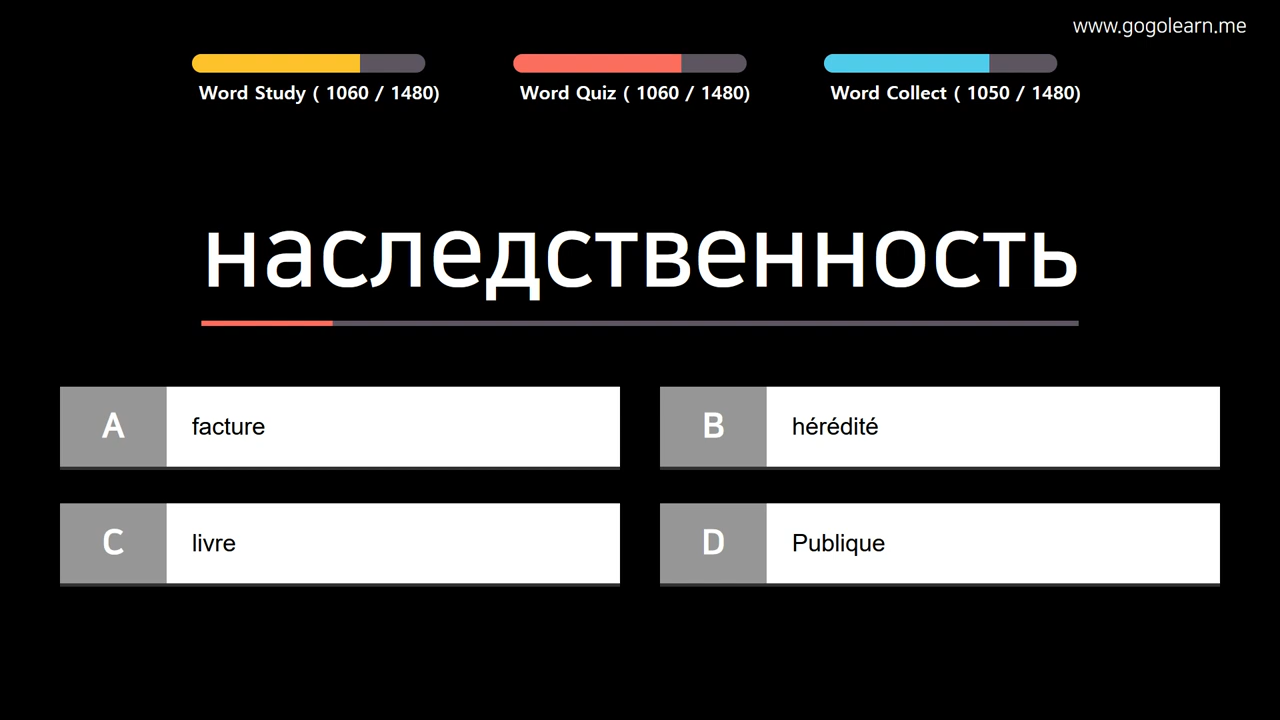 www.gogolearn.me
Word Study ( 1060 / 1480)
Word Quiz ( 1060 / 1480)
Word Collect ( 1050 / 1480)
наследственность
A facture
B hérédité
C livre
D Publique